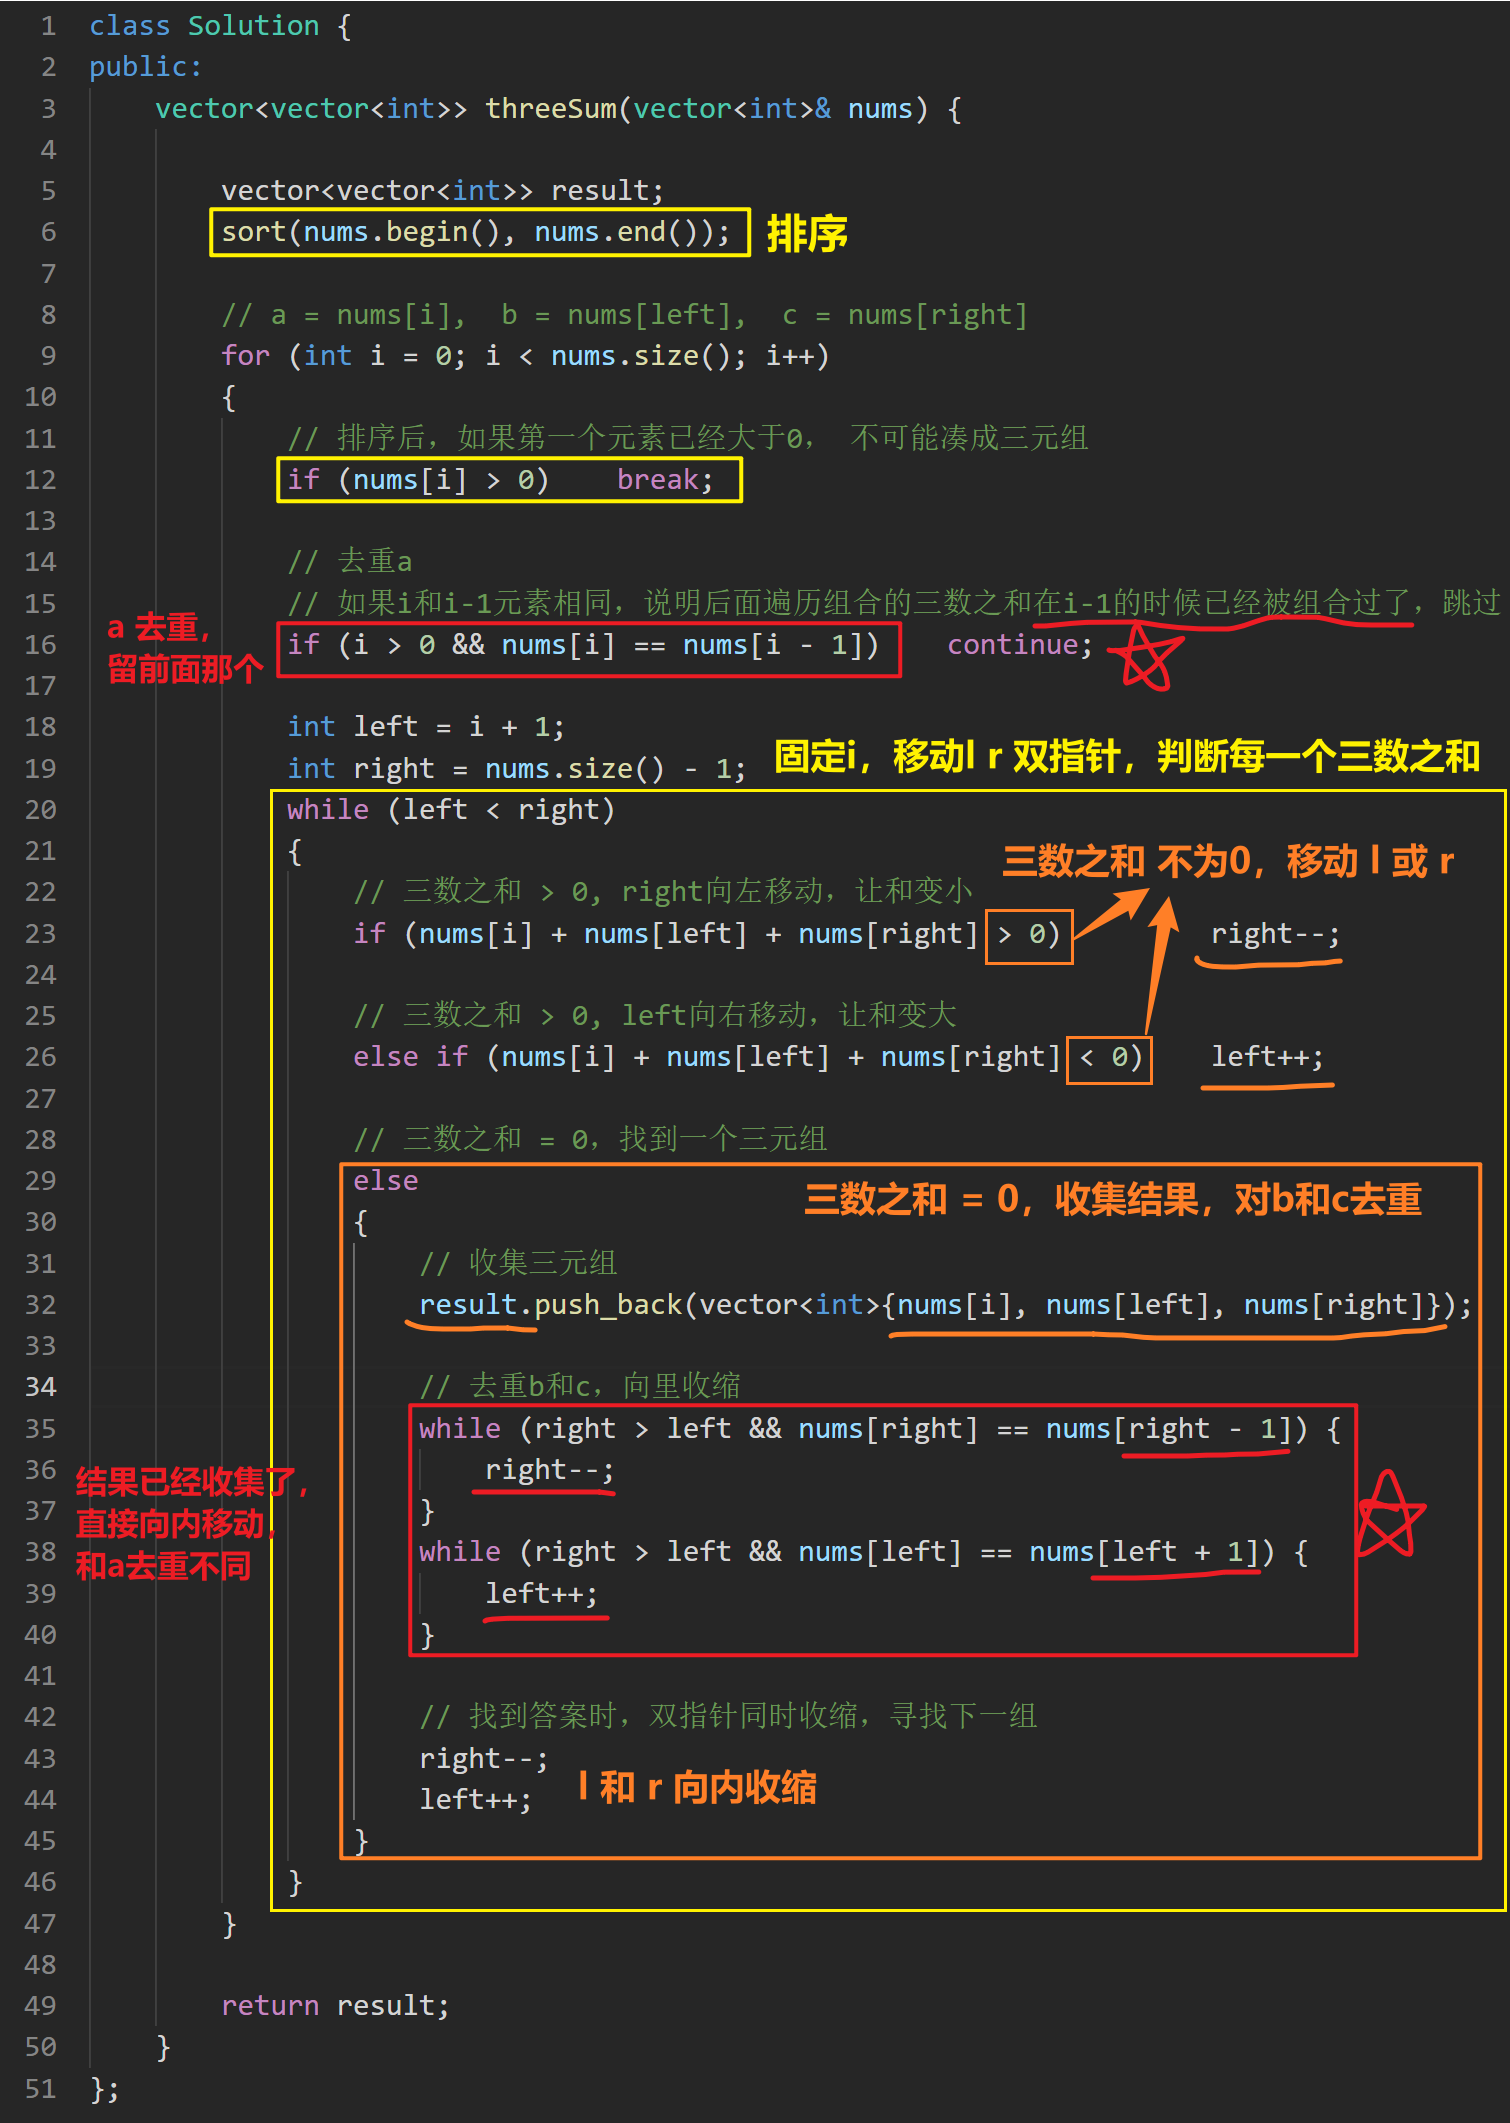 1 class Solution {
2 public:
3 vector<vector<int>> threeSum(vector<int>& nums) {
4
5 vector<vector<int>> result;
6 sort(nums.begin(), nums.end()); 排序
7
8 // a = nums[i], b = nums[left], c = nums[right]
9 for (int i = 0; i < nums.size(); i++)
10 {
11 // 排序后，如果第一个元素已经大于0， 不可能凑成三元组
12 if (nums[i] > 0) break;
13
14 // 去重a
15 // 如果i和i-1元素相同，说明后面遍历组合的三数之和在i-1的时候已经被组合过了，跳过
a 去重，
16 if (i > 0 && nums[i] == nums[i - 1]) continue;
留前面那个
17
18 int left = i + 1;
19 int right = nums.size() - 1; 固定i，移动l r 双指针，判断每一个三数之和
20 while (left < right)
21 {
三数之和 不为0，移动 l 或 r
22 // 三数之和 > 0, right向左移动，让和变小
23 if (nums[i] + nums[left] + nums[right] > 0) right--;
24
25 // 三数之和 > 0, left向右移动，让和变大
26 else if (nums[i] + nums[left] + nums[right] < 0) left++;
27
28 // 三数之和 = 0，找到一个三元组
29 else
三数之和 = 0，收集结果，对b和c去重
30 {
31 // 收集三元组
32 result.push_back(vector<int>{nums[i], nums[left], nums[right]});
33
34 // 去重b和c，向里收缩
35 while (right > left && nums[right] == nums[right - 1]) {
36 right--;
结果已经收集了，
37 }
直接向内移动，
38 while (right > left && nums[left] == nums[left + 1]) {
和a去重不同
39 left++;
40 }
41
42 // 找到答案时，双指针同时收缩，寻找下一组
43 right--;
l 和 r 向内收缩
44 left++;
45 }
46 }
47 }
48
49 return result;
50 }
51 };